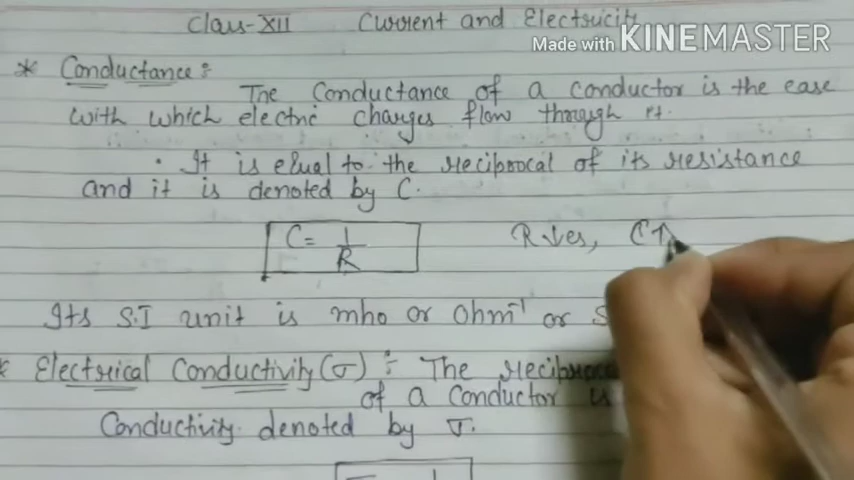 Class-XII Current and Electricity
Made with KINEMASTER
* Conductance:
The Conductance of a conductor is the ease
with which electric charges flow through it.
. It is equal to the reciprocal of its resistance
and it is denoted by C.
C = 1/R R↓es, C↑
Its S.I unit is mho or Ohm⁻¹ or S
* Electrical Conductivity (σ): The
of a Conductor is
Conductivity denoted by σ.